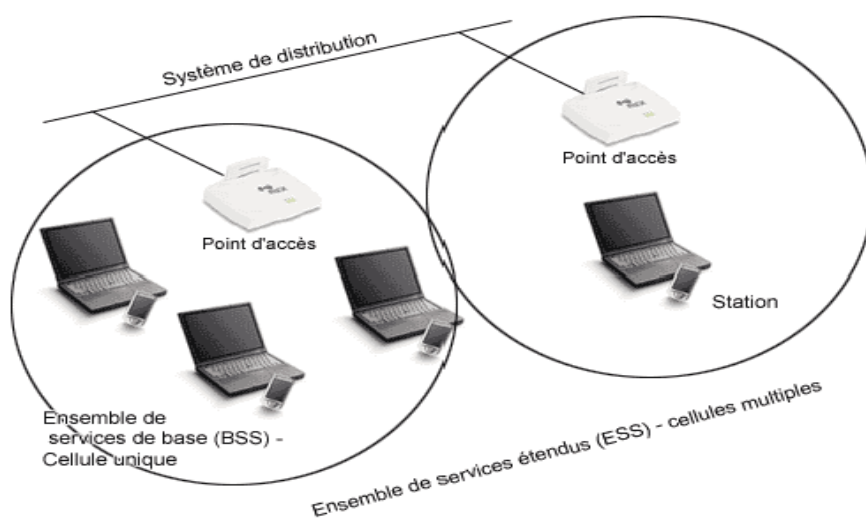 Système de distribution
Point d'accès
Point d'accès
Station
Ensemble de
services de base (BSS) -
Cellule unique
Ensemble de services étendus (ESS) - cellules multiples